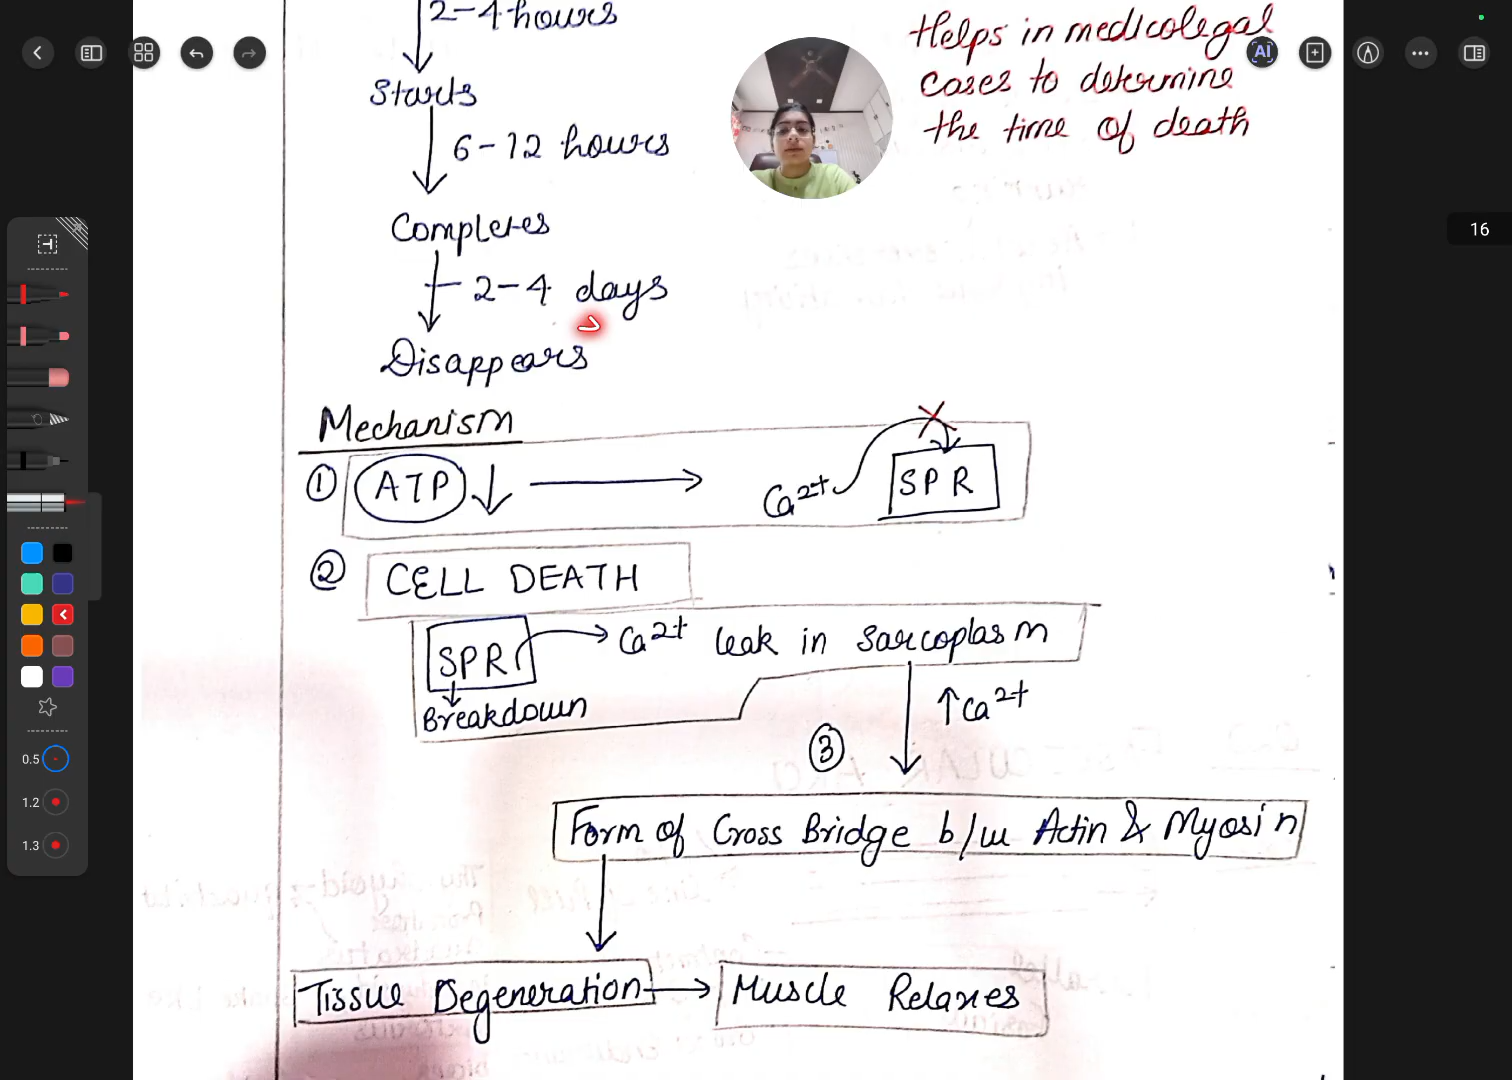 2-4 hours
Starts
6-12 hours
Completes
2-4 days
Disappears
Helps in medicolegal
cases to determine
the time of death
AI
16
Mechanism
① ATP ↓ → Ca2+ SPR
② CELL DEATH
SPR → Ca2+ leak in sarcoplasm
Breakdown
↑Ca2+
③
Form of Cross Bridge b/w Actin & Myosin
Tissue Degeneration → Muscle Relaxes
0.5
1.2
1.3